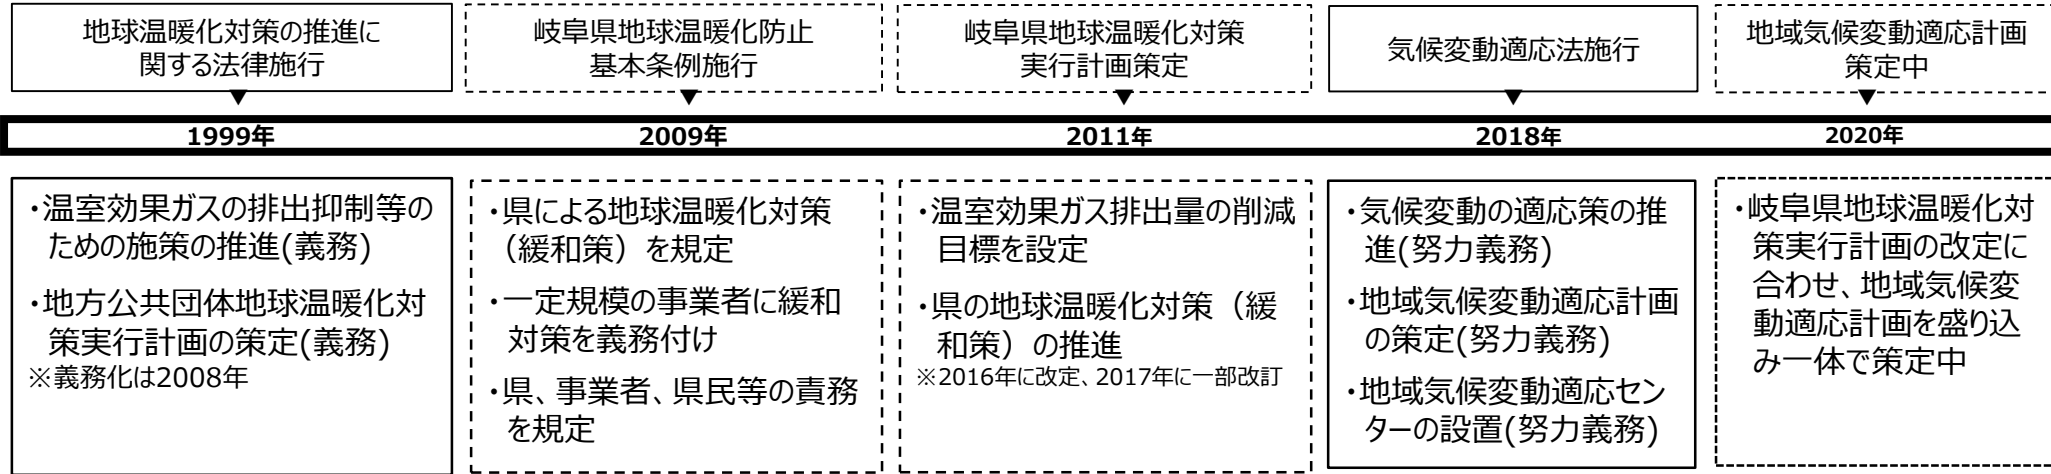 地球温暖化対策の推進に
関する法律施行
岐阜県地球温暖化防止
基本条例施行
岐阜県地球温暖化対策
実行計画策定
気候変動適応法施行
地域気候変動適応計画
策定中
1999年
2009年
2011年
2018年
2020年
・温室効果ガスの排出抑制等の
ための施策の推進(義務)
・地方公共団体地球温暖化対
策実行計画の策定(義務)
※義務化は2008年
・県による地球温暖化対策
（緩和策）を規定
・一定規模の事業者に緩和
対策を義務付け
・県、事業者、県民等の責務
を規定
・温室効果ガス排出量の削減
目標を設定
・県の地球温暖化対策（緩
和策）の推進
※2016年に改定、2017年に一部改訂
・気候変動の適応策の推
進(努力義務)
・地域気候変動適応計画
の策定(努力義務)
・地域気候変動適応セン
ターの設置(努力義務)
・岐阜県地球温暖化対
策実行計画の改定に
合わせ、地域気候変
動適応計画を盛り込
み一体で策定中